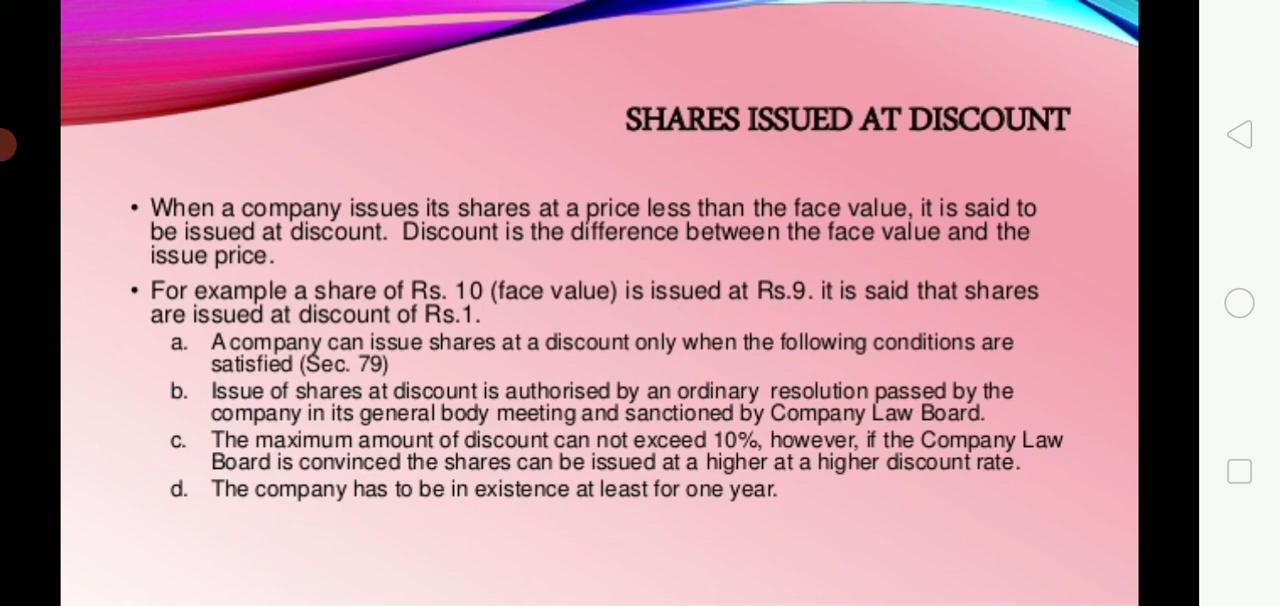 SHARES ISSUED AT DISCOUNT
• When a company issues its shares at a price less than the face value, it is said to
be issued at discount. Discount is the difference between the face value and the
issue price.
• For example a share of Rs. 10 (face value) is issued at Rs.9. it is said that shares
are issued at discount of Rs.1.
a. A company can issue shares at a discount only when the following conditions are
satisfied (Sec. 79)
b. Issue of shares at discount is authorised by an ordinary resolution passed by the
company in its general body meeting and sanctioned by Company Law Board.
c. The maximum amount of discount can not exceed 10%, however, if the Company Law
Board is convinced the shares can be issued at a higher at a higher discount rate.
d. The company has to be in existence at least for one year.